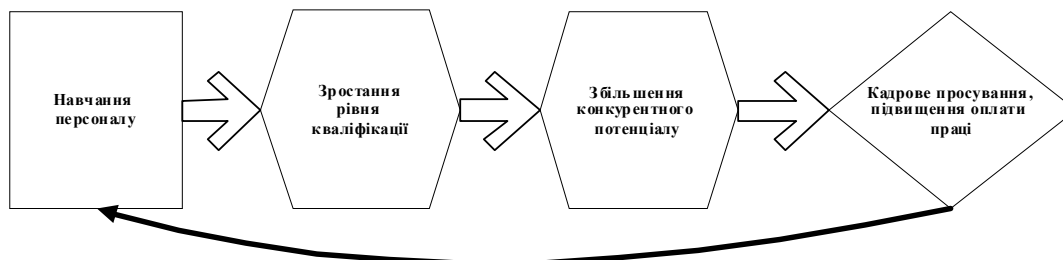 Навчання
персоналу
Зростання
рівня
кваліфікації
Збільшення
конкурентного
потенціалу
Кадрове просування,
підвищення оплати
праці